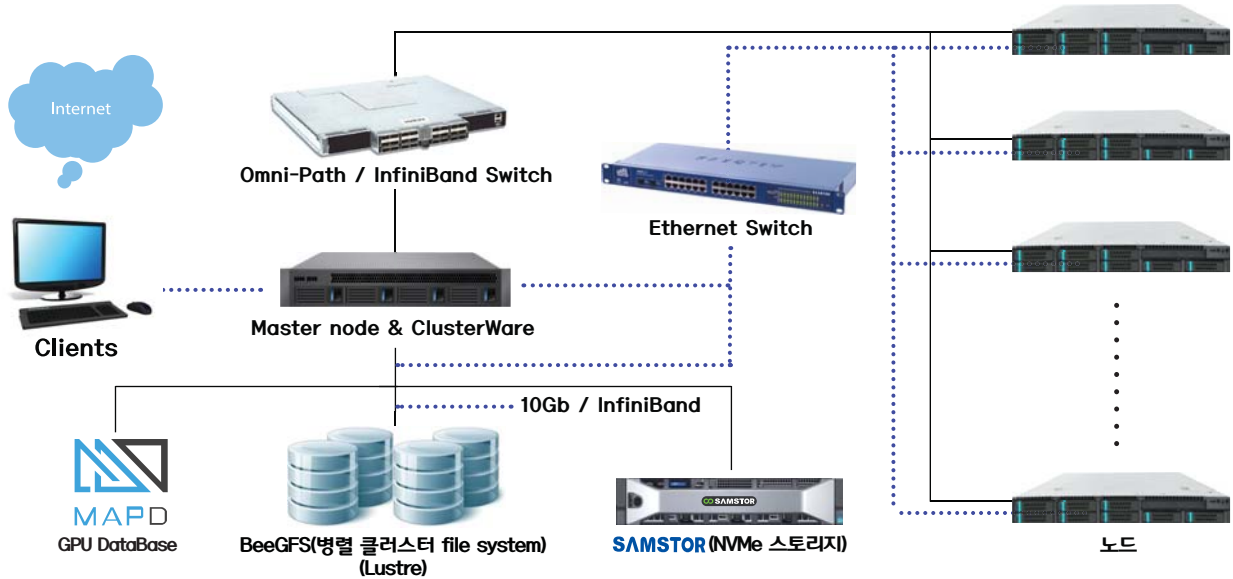 Internet
Omni-Path / InfiniBand Switch
Ethernet Switch
Master node & ClusterWare
Clients
10Gb / InfiniBand
MAPD
GPU DataBase
BeeGFS(병렬 클러스터 file system)
(Lustre)
SAMSTOR
SAMSTOR(NVMe 스토리지)
노드